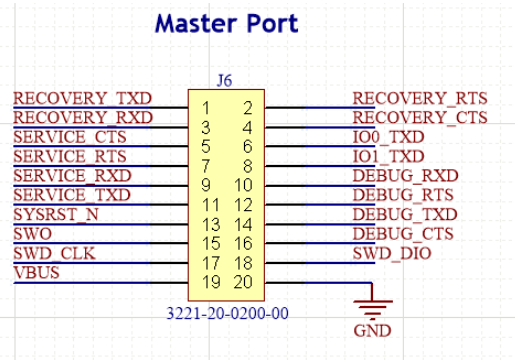 Master Port
J6
RECOVERY_TXD 1 2 RECOVERY_RTS
RECOVERY_RXD 3 4 RECOVERY_CTS
SERVICE_CTS 5 6 IO0_TXD
SERVICE_RTS 7 8 IO1_TXD
SERVICE_RXD 9 10 DEBUG_RXD
SERVICE_TXD 11 12 DEBUG_RTS
SYSRST_N 13 14 DEBUG_TXD
SWO 15 16 DEBUG_CTS
SWD_CLK 17 18 SWD_DIO
VBUS 19 20
3221-20-0200-00
GND